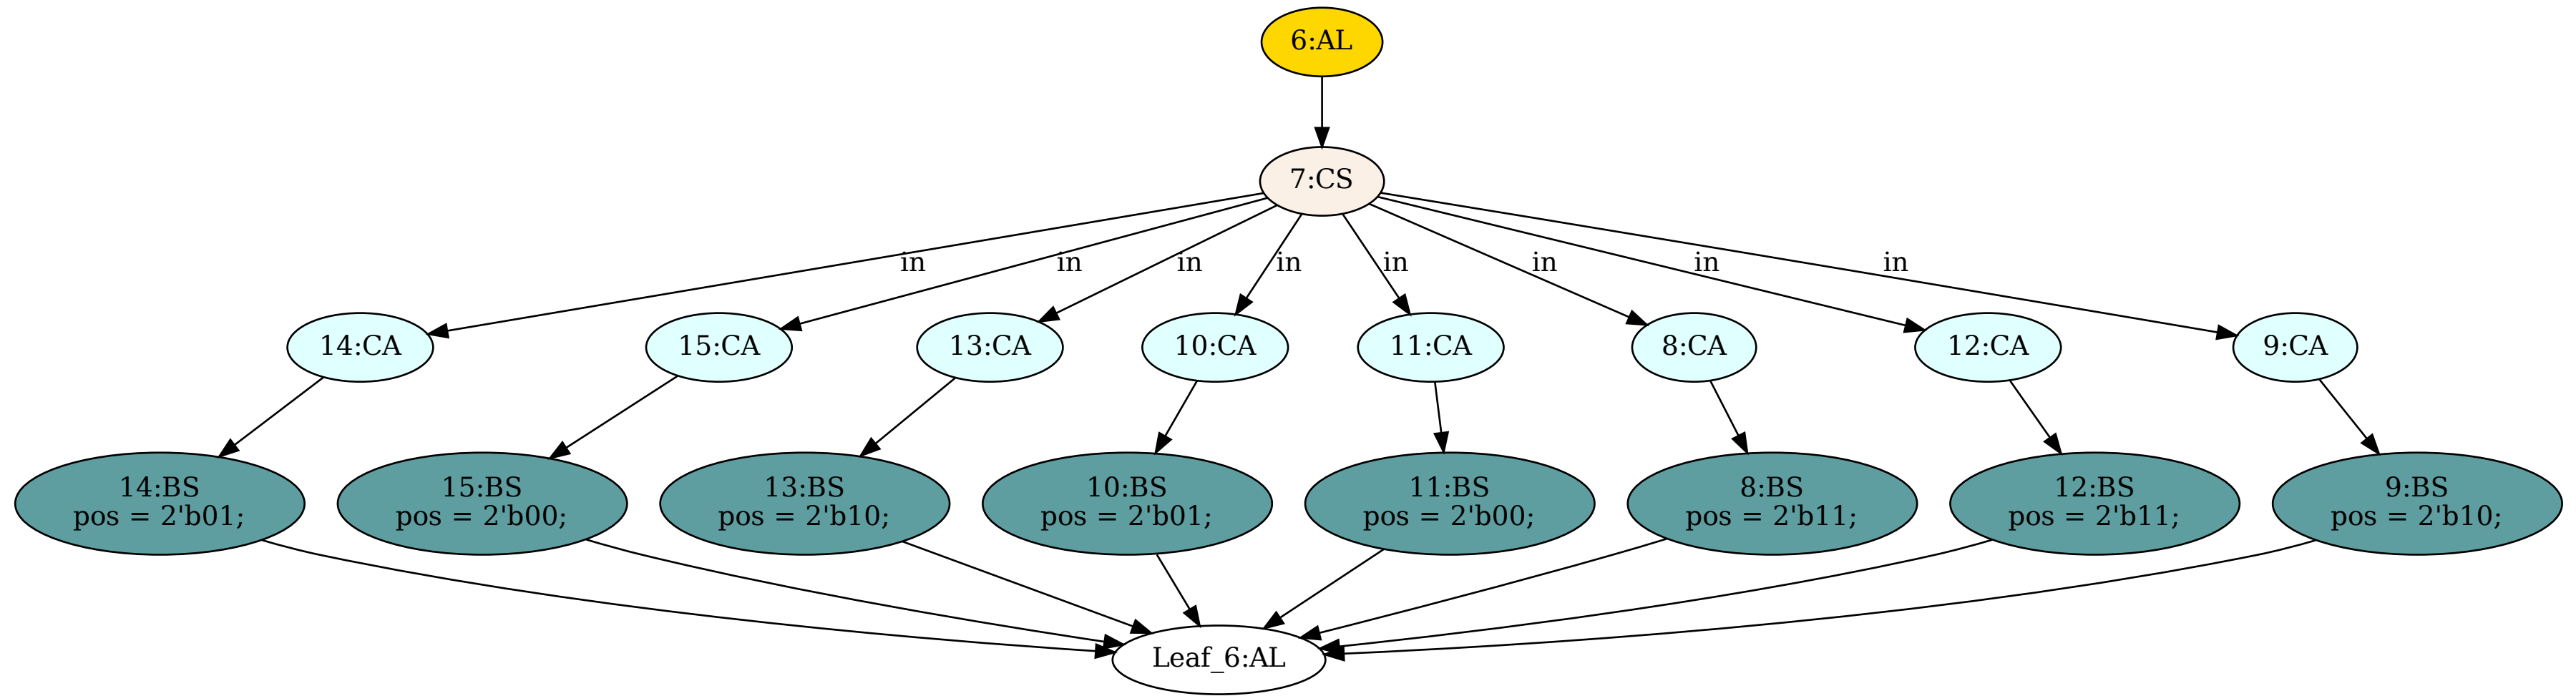 6:AL
7:CS
in in in in in in in in
14:CA 15:CA 13:CA 10:CA 11:CA 8:CA 12:CA 9:CA
14:BS
pos = 2'b01;
15:BS
pos = 2'b00;
13:BS
pos = 2'b10;
10:BS
pos = 2'b01;
11:BS
pos = 2'b00;
8:BS
pos = 2'b11;
12:BS
pos = 2'b11;
9:BS
pos = 2'b10;
Leaf_6:AL